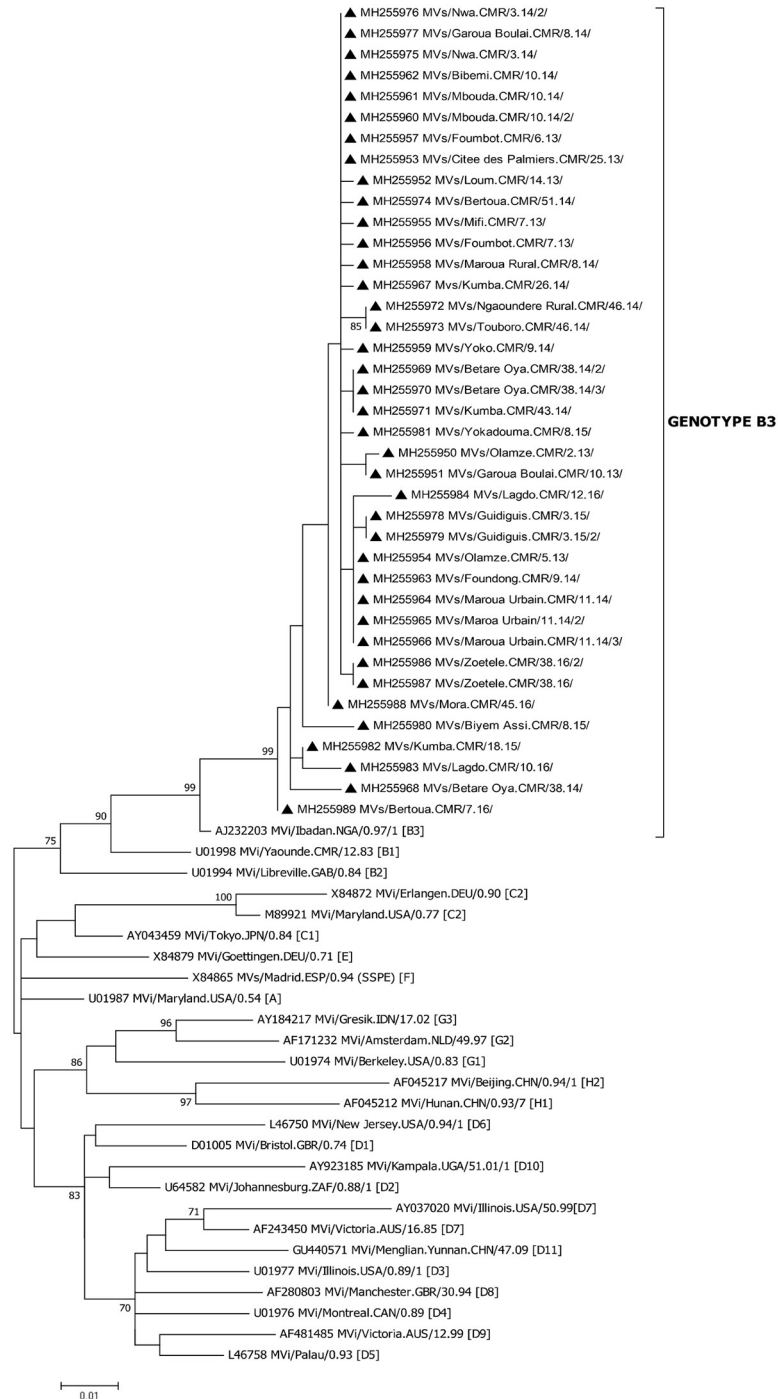 MH255976 MVs/Nwa.CMR/3.14/2/
MH255977 MVs/Garoua Boulai.CMR/8.14/
MH255975 MVs/Nwa.CMR/3.14/
MH255962 MVs/Bibemi.CMR/10.14/
MH255961 MVs/Mbouda.CMR/10.14/
MH255960 MVs/Mbouda.CMR/10.14/2/
MH255957 MVs/Foumbot.CMR/6.13/
MH255953 MVs/Citee des Palmiers.CMR/25.13/
MH255952 MVs/Loum.CMR/14.13/
MH255974 MVs/Bertoua.CMR/51.14/
MH255955 MVs/Mifi.CMR/7.13/
MH255956 MVs/Foumbot.CMR/7.13/
MH255958 MVs/Maroua Rural.CMR/8.14/
MH255967 Mvs/Kumba.CMR/26.14/
MH255972 MVs/Ngaoundere Rural.CMR/46.14/
85
MH255973 MVs/Touboro.CMR/46.14/
MH255959 MVs/Yoko.CMR/9.14/
MH255969 MVs/Betare Oya.CMR/38.14/2/
MH255970 MVs/Betare Oya.CMR/38.14/3/
MH255971 MVs/Kumba.CMR/43.14/
GENOTYPE B3
MH255981 MVs/Yokadouma.CMR/8.15/
MH255950 MVs/Olamze.CMR/2.13/
MH255951 MVs/Garoua Boulai.CMR/10.13/
MH255984 MVs/Lagdo.CMR/12.16/
MH255978 MVs/Guidiguis.CMR/3.15/
MH255979 MVs/Guidiguis.CMR/3.15/2/
MH255954 MVs/Olamze.CMR/5.13/
MH255963 MVs/Foundong.CMR/9.14/
MH255964 MVs/Maroua Urbain.CMR/11.14/
MH255965 MVs/Maroa Urbain/11.14/2/
MH255966 MVs/Maroua Urbain.CMR/11.14/3/
MH255986 MVs/Zoetele.CMR/38.16/2/
MH255987 MVs/Zoetele.CMR/38.16/
MH255988 MVs/Mora.CMR/45.16/
MH255980 MVs/Biyem Assi.CMR/8.15/
99
MH255982 MVs/Kumba.CMR/18.15/
MH255983 MVs/Lagdo.CMR/10.16/
99
MH255968 MVs/Betare Oya.CMR/38.14/
MH255989 MVs/Bertoua.CMR/7.16/
90
AJ232203 MVi/Ibadan.NGA/0.97/1 [B3]
75
U01998 MVi/Yaounde.CMR/12.83 [B1]
U01994 MVi/Libreville.GAB/0.84 [B2]
100
X84872 MVi/Erlangen.DEU/0.90 [C2]
M89921 MVi/Maryland.USA/0.77 [C2]
AY043459 MVi/Tokyo.JPN/0.84 [C1]
X84879 MVi/Goettingen.DEU/0.71 [E]
X84865 MVs/Madrid.ESP/0.94 (SSPE) [F]
U01987 MVi/Maryland.USA/0.54 [A]
96
AY184217 MVi/Gresik.IDN/17.02 [G3]
AF171232 MVi/Amsterdam.NLD/49.97 [G2]
86
U01974 MVi/Berkeley.USA/0.83 [G1]
AF045217 MVi/Beijing.CHN/0.94/1 [H2]
97
AF045212 MVi/Hunan.CHN/0.93/7 [H1]
L46750 MVi/New Jersey.USA/0.94/1 [D6]
D01005 MVi/Bristol.GBR/0.74 [D1]
AY923185 MVi/Kampala.UGA/51.01/1 [D10]
83
U64582 MVi/Johannesburg.ZAF/0.88/1 [D2]
71
AY037020 MVi/Illinois.USA/50.99[D7]
AF243450 MVi/Victoria.AUS/16.85 [D7]
GU440571 MVi/Menglian.Yunnan.CHN/47.09 [D11]
U01977 MVi/Illinois.USA/0.89/1 [D3]
AF280803 MVi/Manchester.GBR/30.94 [D8]
70
U01976 MVi/Montreal.CAN/0.89 [D4]
AF481485 MVi/Victoria.AUS/12.99 [D9]
L46758 MVi/Palau/0.93 [D5]
0.01